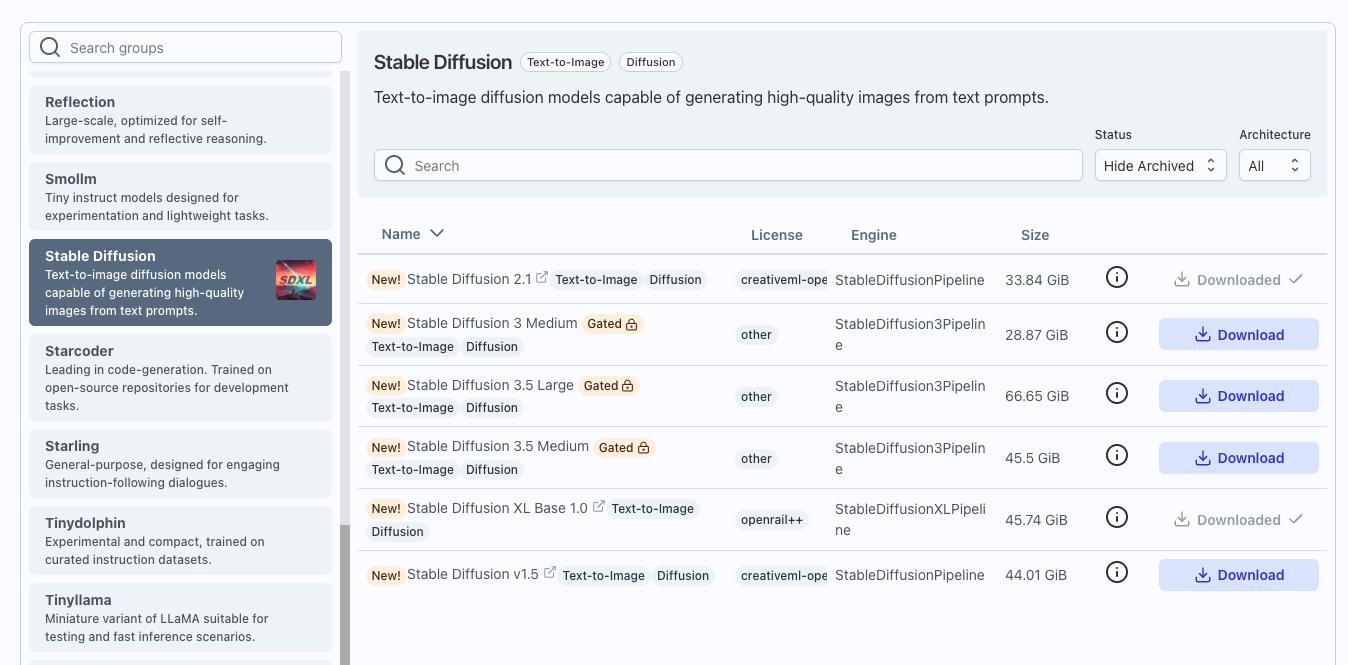 Search groups
Reflection
Large-scale, optimized for self-
improvement and reflective reasoning.
Smollm
Tiny instruct models designed for
experimentation and lightweight tasks.
Stable Diffusion
Text-to-image diffusion models
capable of generating high-quality
images from text prompts.
SDXL
Starcoder
Leading in code-generation. Trained on
open-source repositories for development
tasks.
Starling
General-purpose, designed for engaging
instruction-following dialogues.
Tinydolphin
Experimental and compact, trained on
curated instruction datasets.
Tinyllama
Miniature variant of LLaMA suitable for
testing and fast inference scenarios.
Stable Diffusion Text-to-Image Diffusion
Text-to-image diffusion models capable of generating high-quality images from text prompts.
Status Architecture
Search Hide Archived All
Name License Engine Size
New! Stable Diffusion 2.1 Text-to-Image Diffusion creativeml-ope StableDiffusionPipeline 33.84 GiB Downloaded
New! Stable Diffusion 3 Medium Gated
Text-to-Image Diffusion
other
StableDiffusion3Pipelin
e
28.87 GiB Download
New! Stable Diffusion 3.5 Large Gated
Text-to-Image Diffusion
other
StableDiffusion3Pipelin
e
66.65 GiB Download
New! Stable Diffusion 3.5 Medium Gated
Text-to-Image Diffusion
other
StableDiffusion3Pipelin
e
45.5 GiB Download
New! Stable Diffusion XL Base 1.0 Text-to-Image
Diffusion
openrail++
StableDiffusionXLPipeli
ne
45.74 GiB Downloaded
New! Stable Diffusion v1.5 Text-to-Image Diffusion creativeml-ope StableDiffusionPipeline 44.01 GiB Download